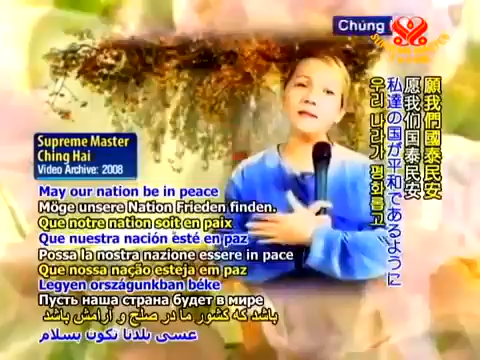 Chúng
Supreme Master
Ching Hai
Video Archive: 2008
May our nation be in peace
Möge unsere Nation Frieden finden.
Que notre nation soit en paix
Que nuestra nación esté en paz
Possa la nostra nazione essere in pace
Que nossa nação esteja em paz
Legyen országunkban béke
Пусть наша страна будет в мире
باشد که کشور ما در صلح و آرامش باشد
عسى بلادنا تكون بسلام
願我們國泰民安
愿我们国泰民安
私達の国が平和であるように
우리 나라가 평화롭고